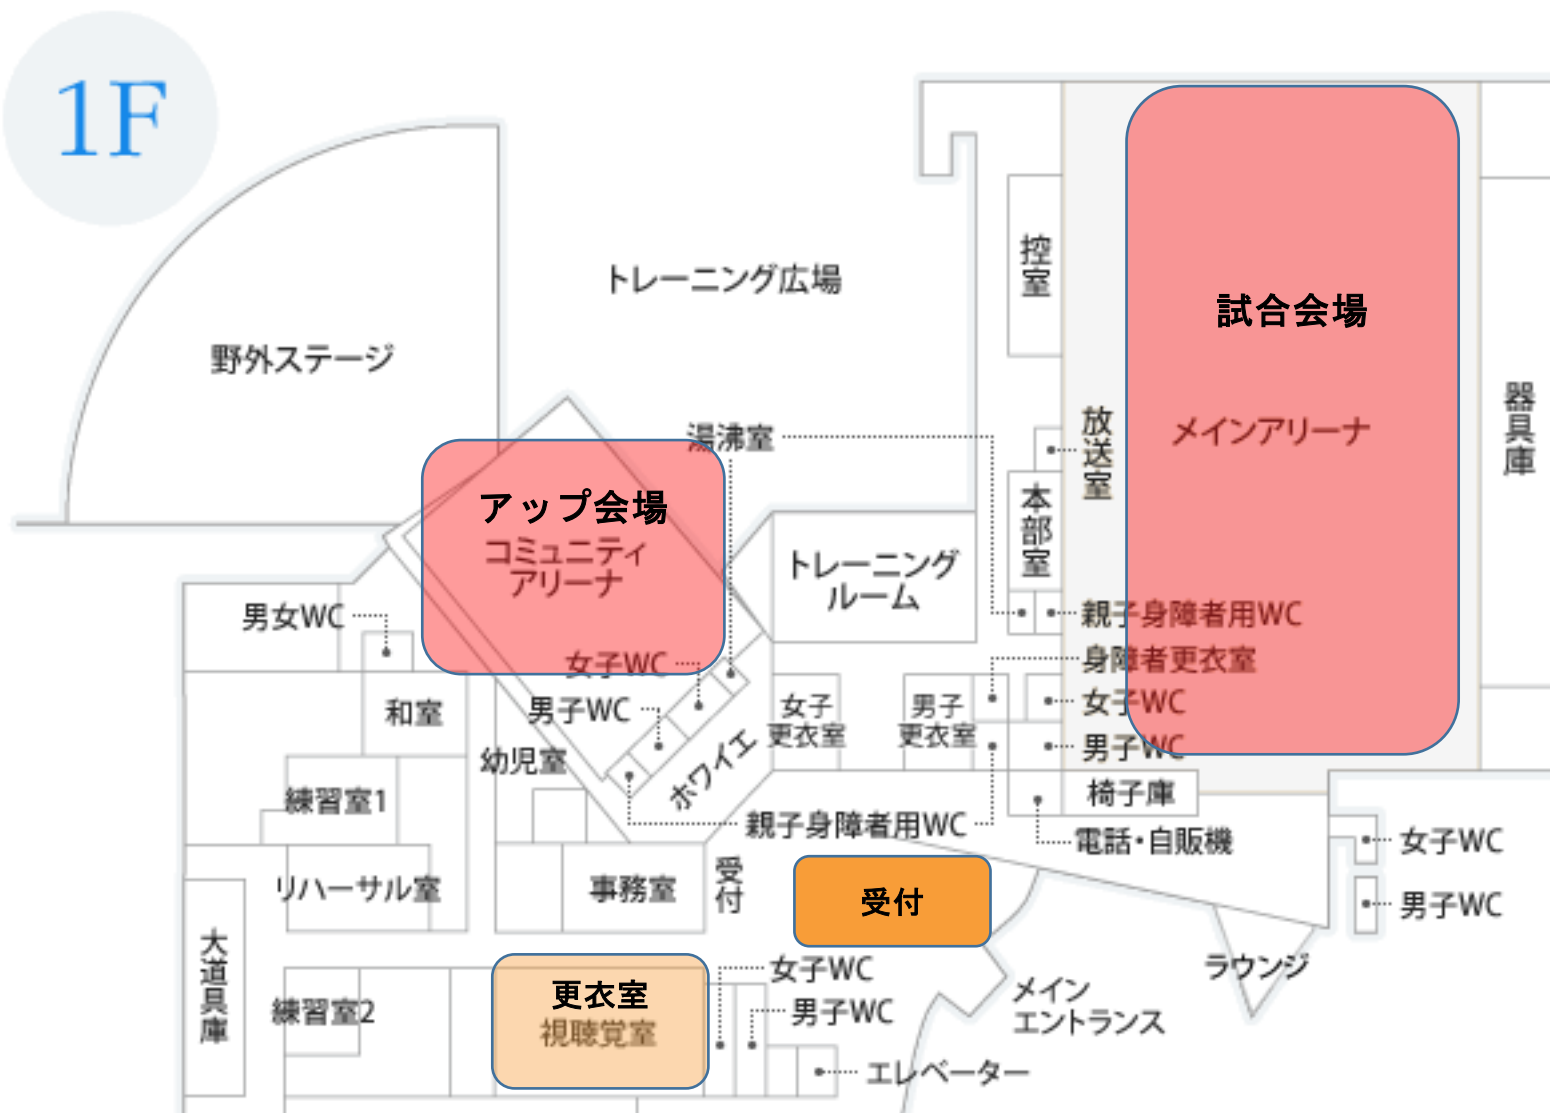 1F
トレーニング広場
野外ステージ
控室
試合会場
メインアリーナ
器具庫
放送室
湯沸室
アップ会場
コミュニティ
アリーナ
本部室
トレーニング
ルーム
男女WC
親子身障者用WC
身障者更衣室
女子WC
女子WC
男子WC
男子WC
和室
女子
更衣室
男子
更衣室
幼児室
ホワイエ
練習室1
椅子庫
親子身障者用WC
電話・自販機
女子WC
男子WC
リハーサル室
事務室
受付
受付
大道具庫
ラウンジ
女子WC
男子WC
メイン
エントランス
練習室2
更衣室
視聴覚室
エレベーター